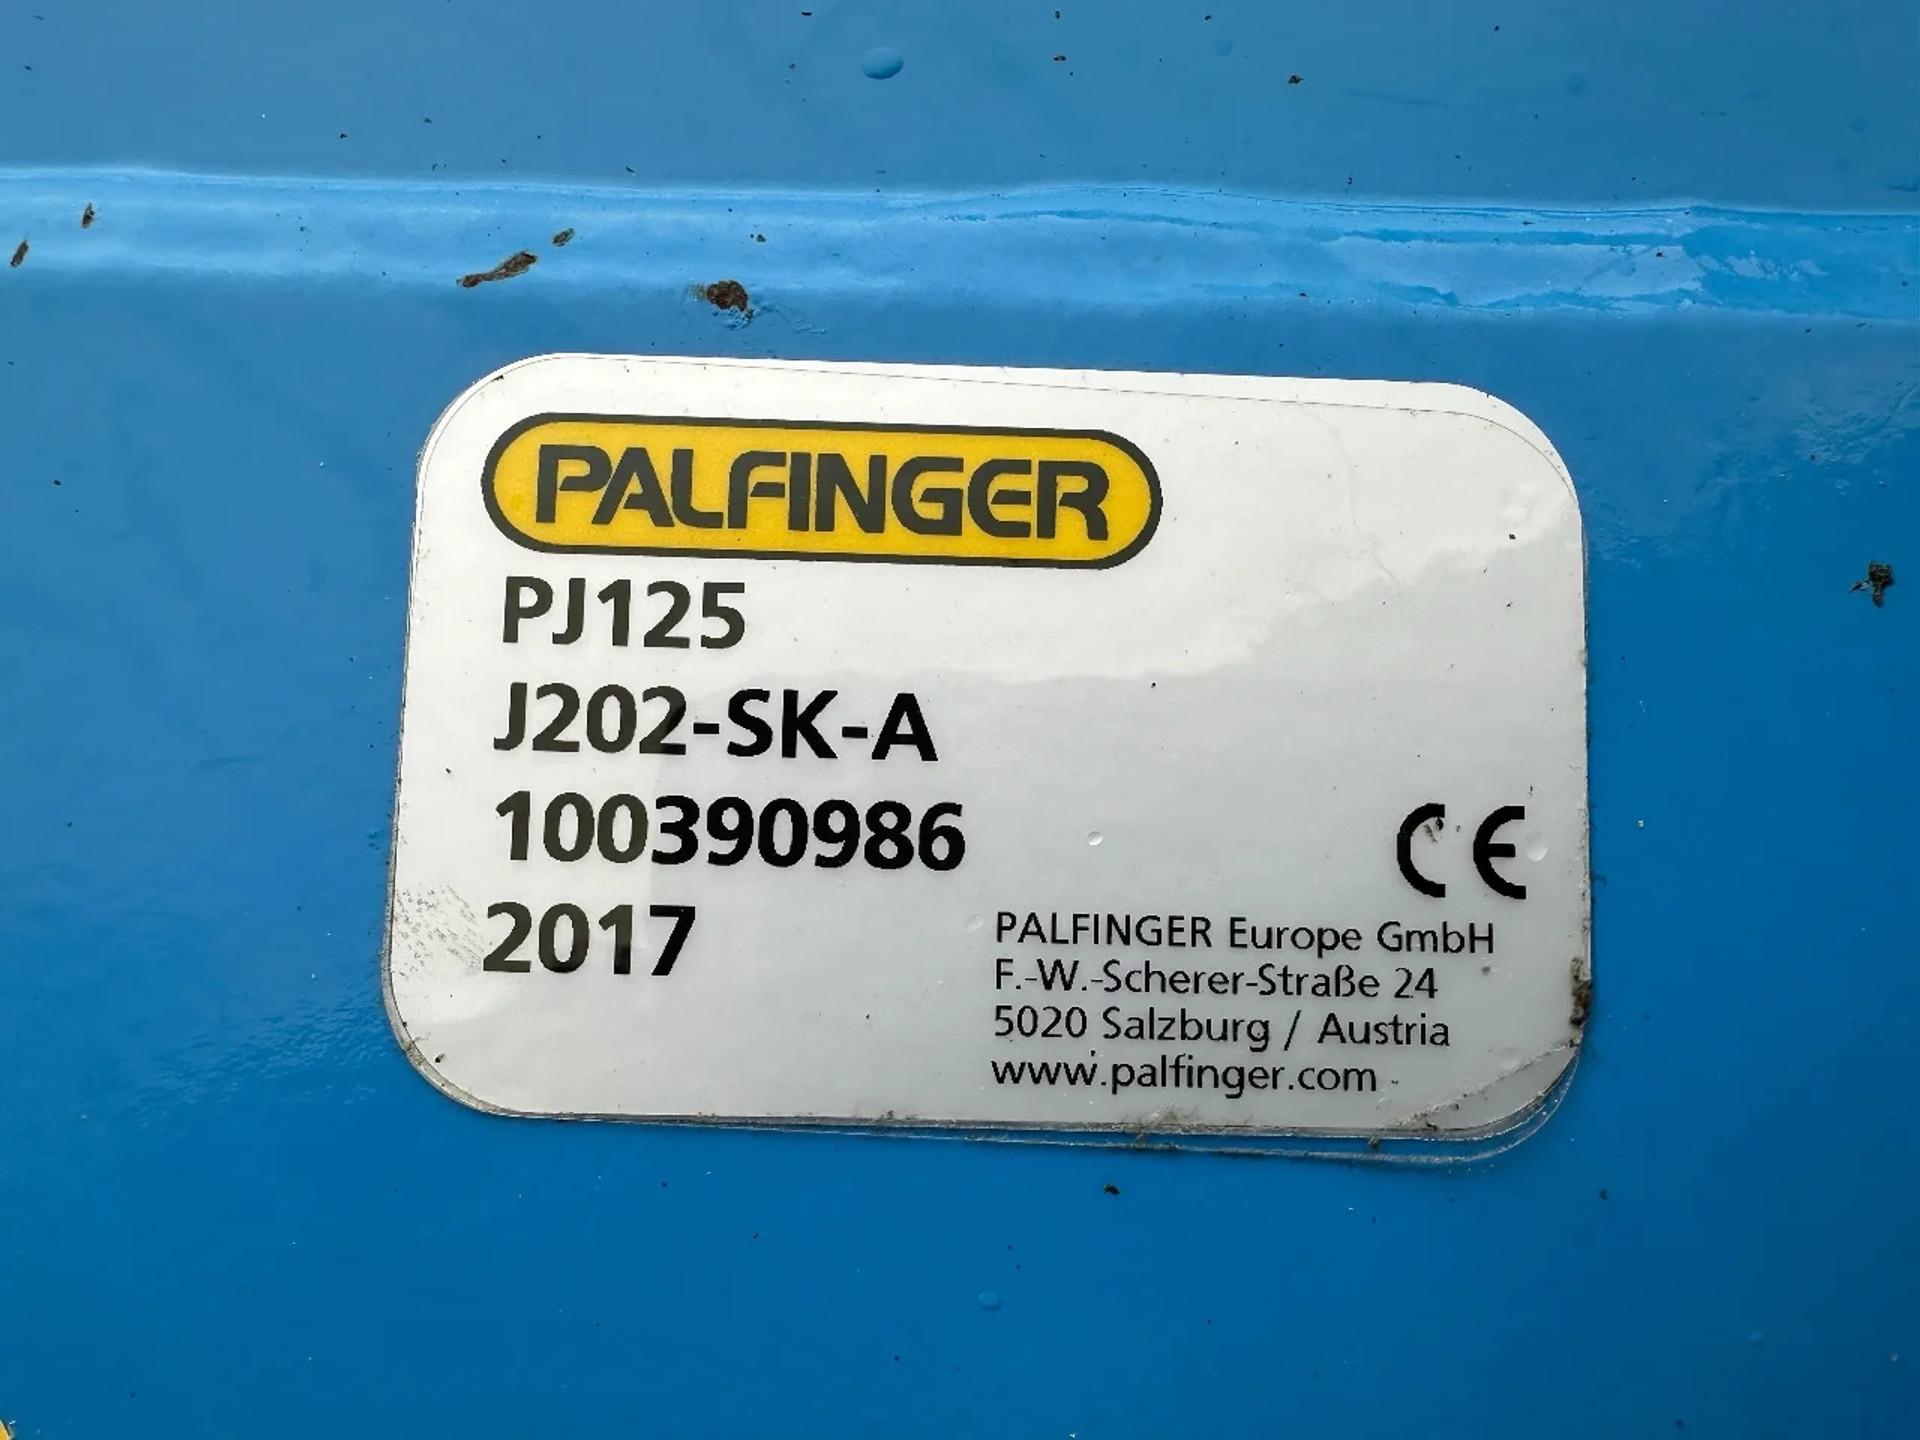 PALFINGER
PJ125
J202-SK-A
100390986
2017
CE
PALFINGER Europe GmbH
F.-W.-Scherer-Straße 24
5020 Salzburg / Austria
www.palfinger.com